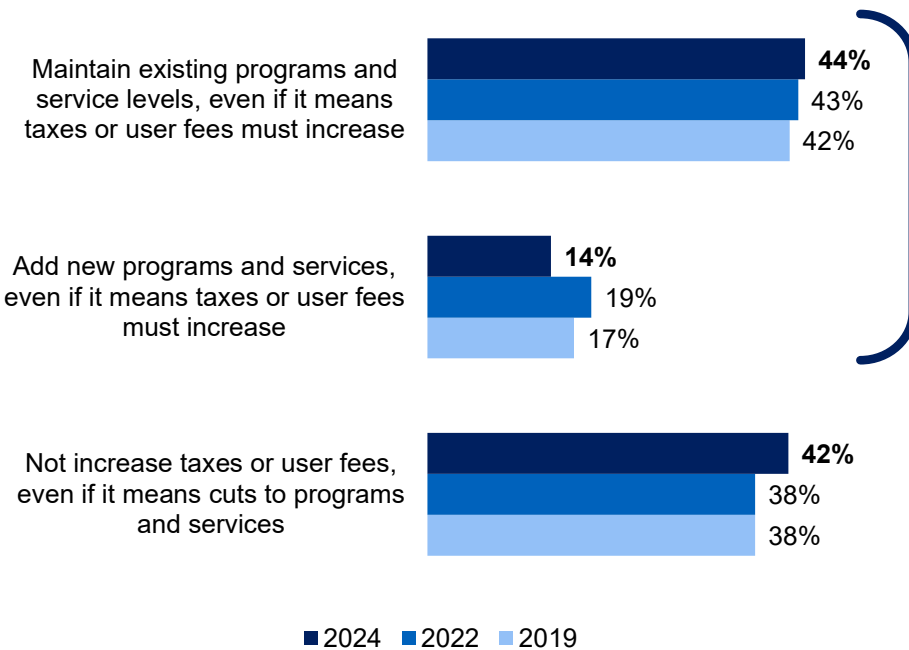 Maintain existing programs and
service levels, even if it means
taxes or user fees must increase
44%
43%
42%
Add new programs and services,
even if it means taxes or user fees
must increase
14%
19%
17%
Not increase taxes or user fees,
even if it means cuts to programs
and services
42%
38%
38%
2024 2022 2019